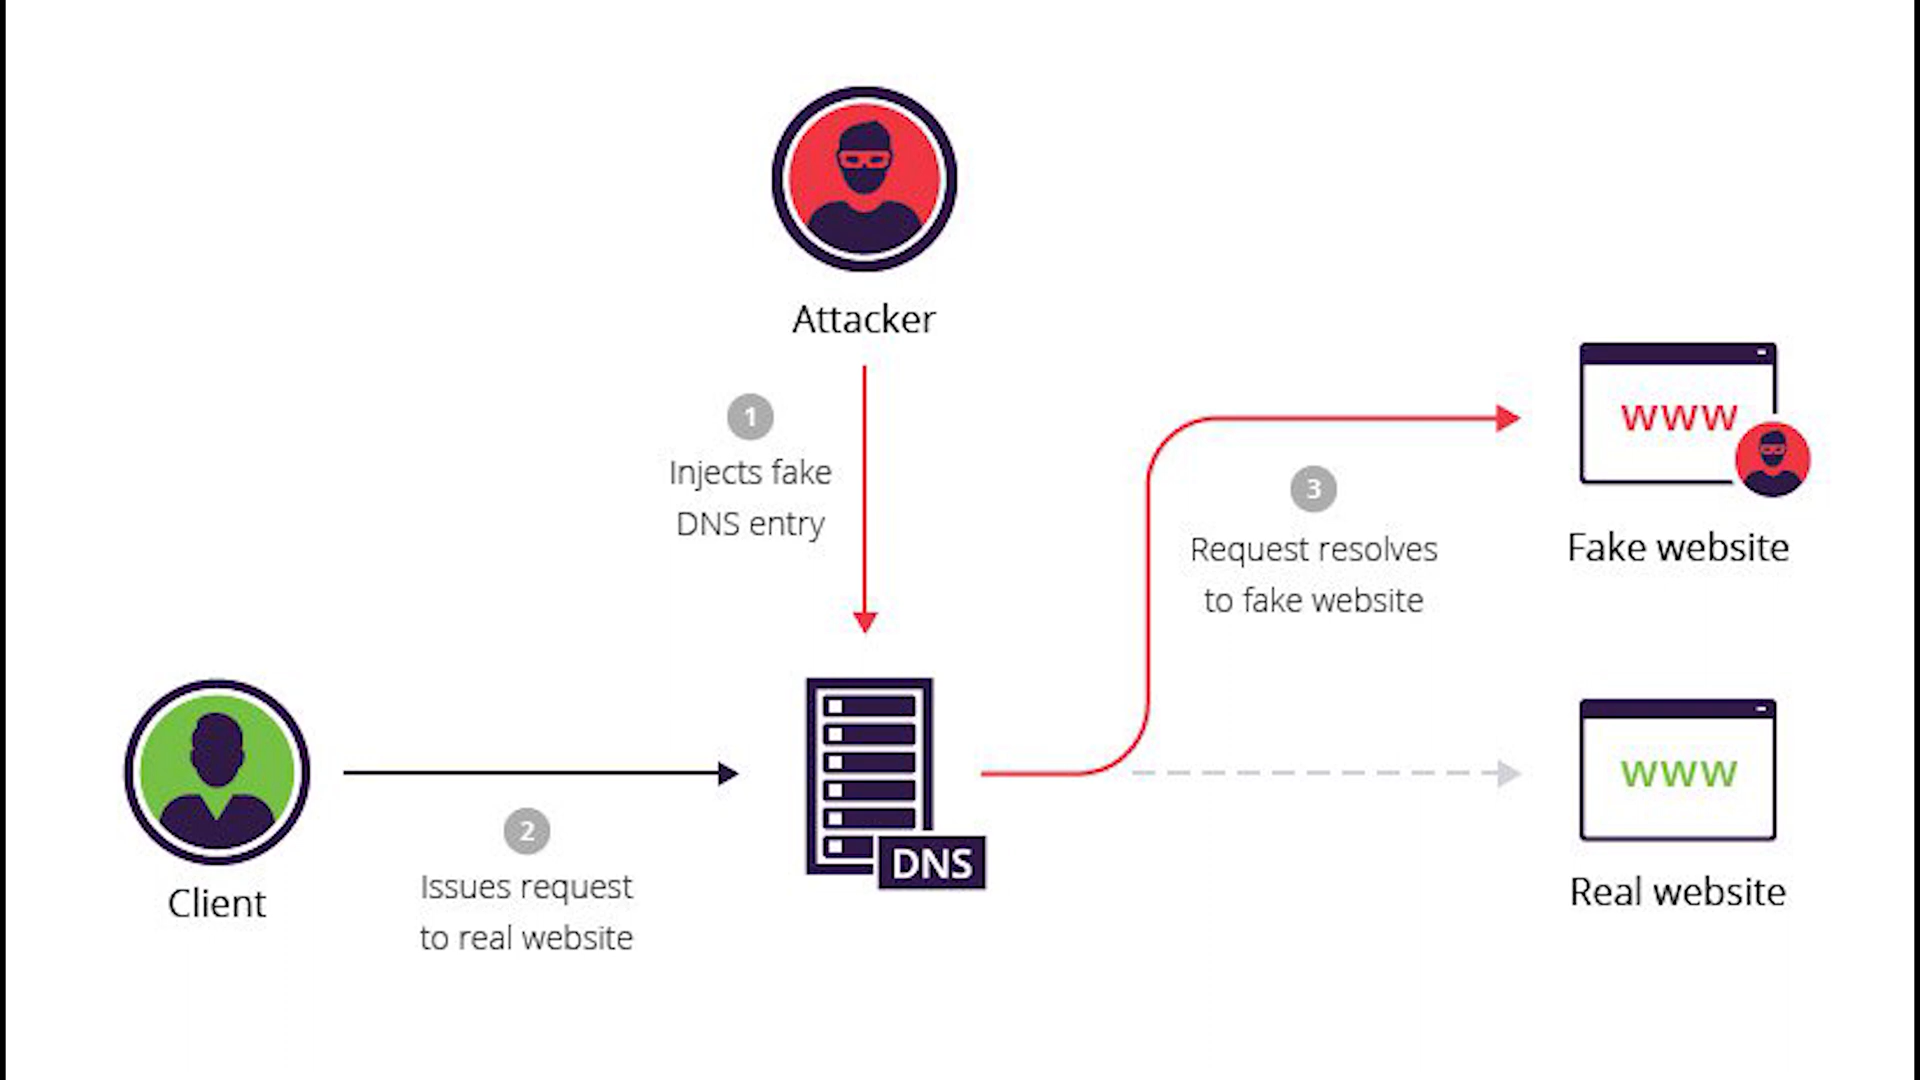 Attacker
1
Injects fake
DNS entry
www
3
Request resolves
to fake website
Fake website
Client
2
Issues request
to real website
DNS
www
Real website